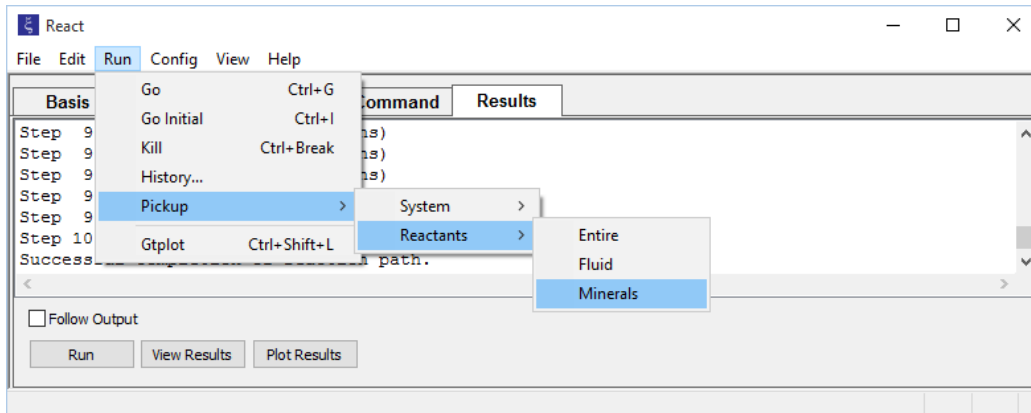 React
File Edit Run Config View Help
Basis
Command
Results
Go Ctrl+G
Go Initial Ctrl+I
Kill Ctrl+Break
History...
Pickup
Gtplot Ctrl+Shift+L
System
Reactants
Entire
Fluid
Minerals
Step 9
Step 9
Step 9
Step 9
Step 9
Step 10
path.
Follow Output
Run View Results Plot Results